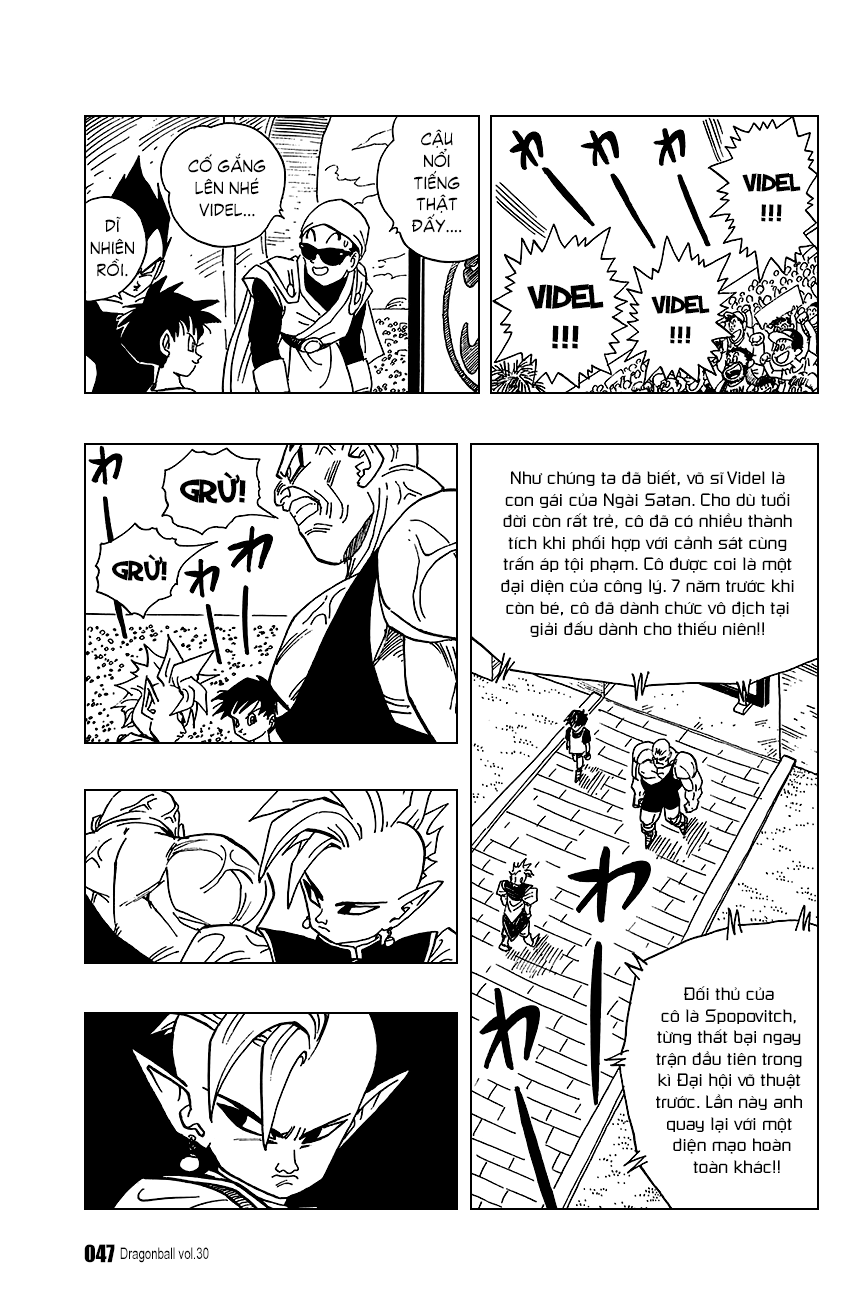 わ
わ
わ
VIDEL
!!!
VIDEL
!!!
VIDEL
!!!
CẬU
NỔI
TIẾNG
THẬT
ĐẤY....
CỐ GẮNG
LÊN NHÉ
VIDEL...
DĨ
NHIÊN
RỒI.
Như chúng ta đã biết, võ sĩ Videl là
con gái của Ngài Satan. Cho dù tuổi
đời còn rất trẻ, cô đã có nhiều thành
tích khi phối hợp với cảnh sát cùng
trấn áp tội phạm. Cô được coi là một
đại diện của công lý. 7 năm trước khi
còn bé, cô đã dành chức vô địch tại
giải đấu dành cho thiếu niên!!
わ
わ
Đối thủ của
cô là Spopovitch,
từng thất bại ngay
trận đầu tiên trong
kì Đại hội võ thuật
trước. Lần này anh
quay lại với một
diện mạo hoàn
toàn khác!!
わ
GRỪ!
GRỪ!
わ
わ
047 Dragonball vol.30